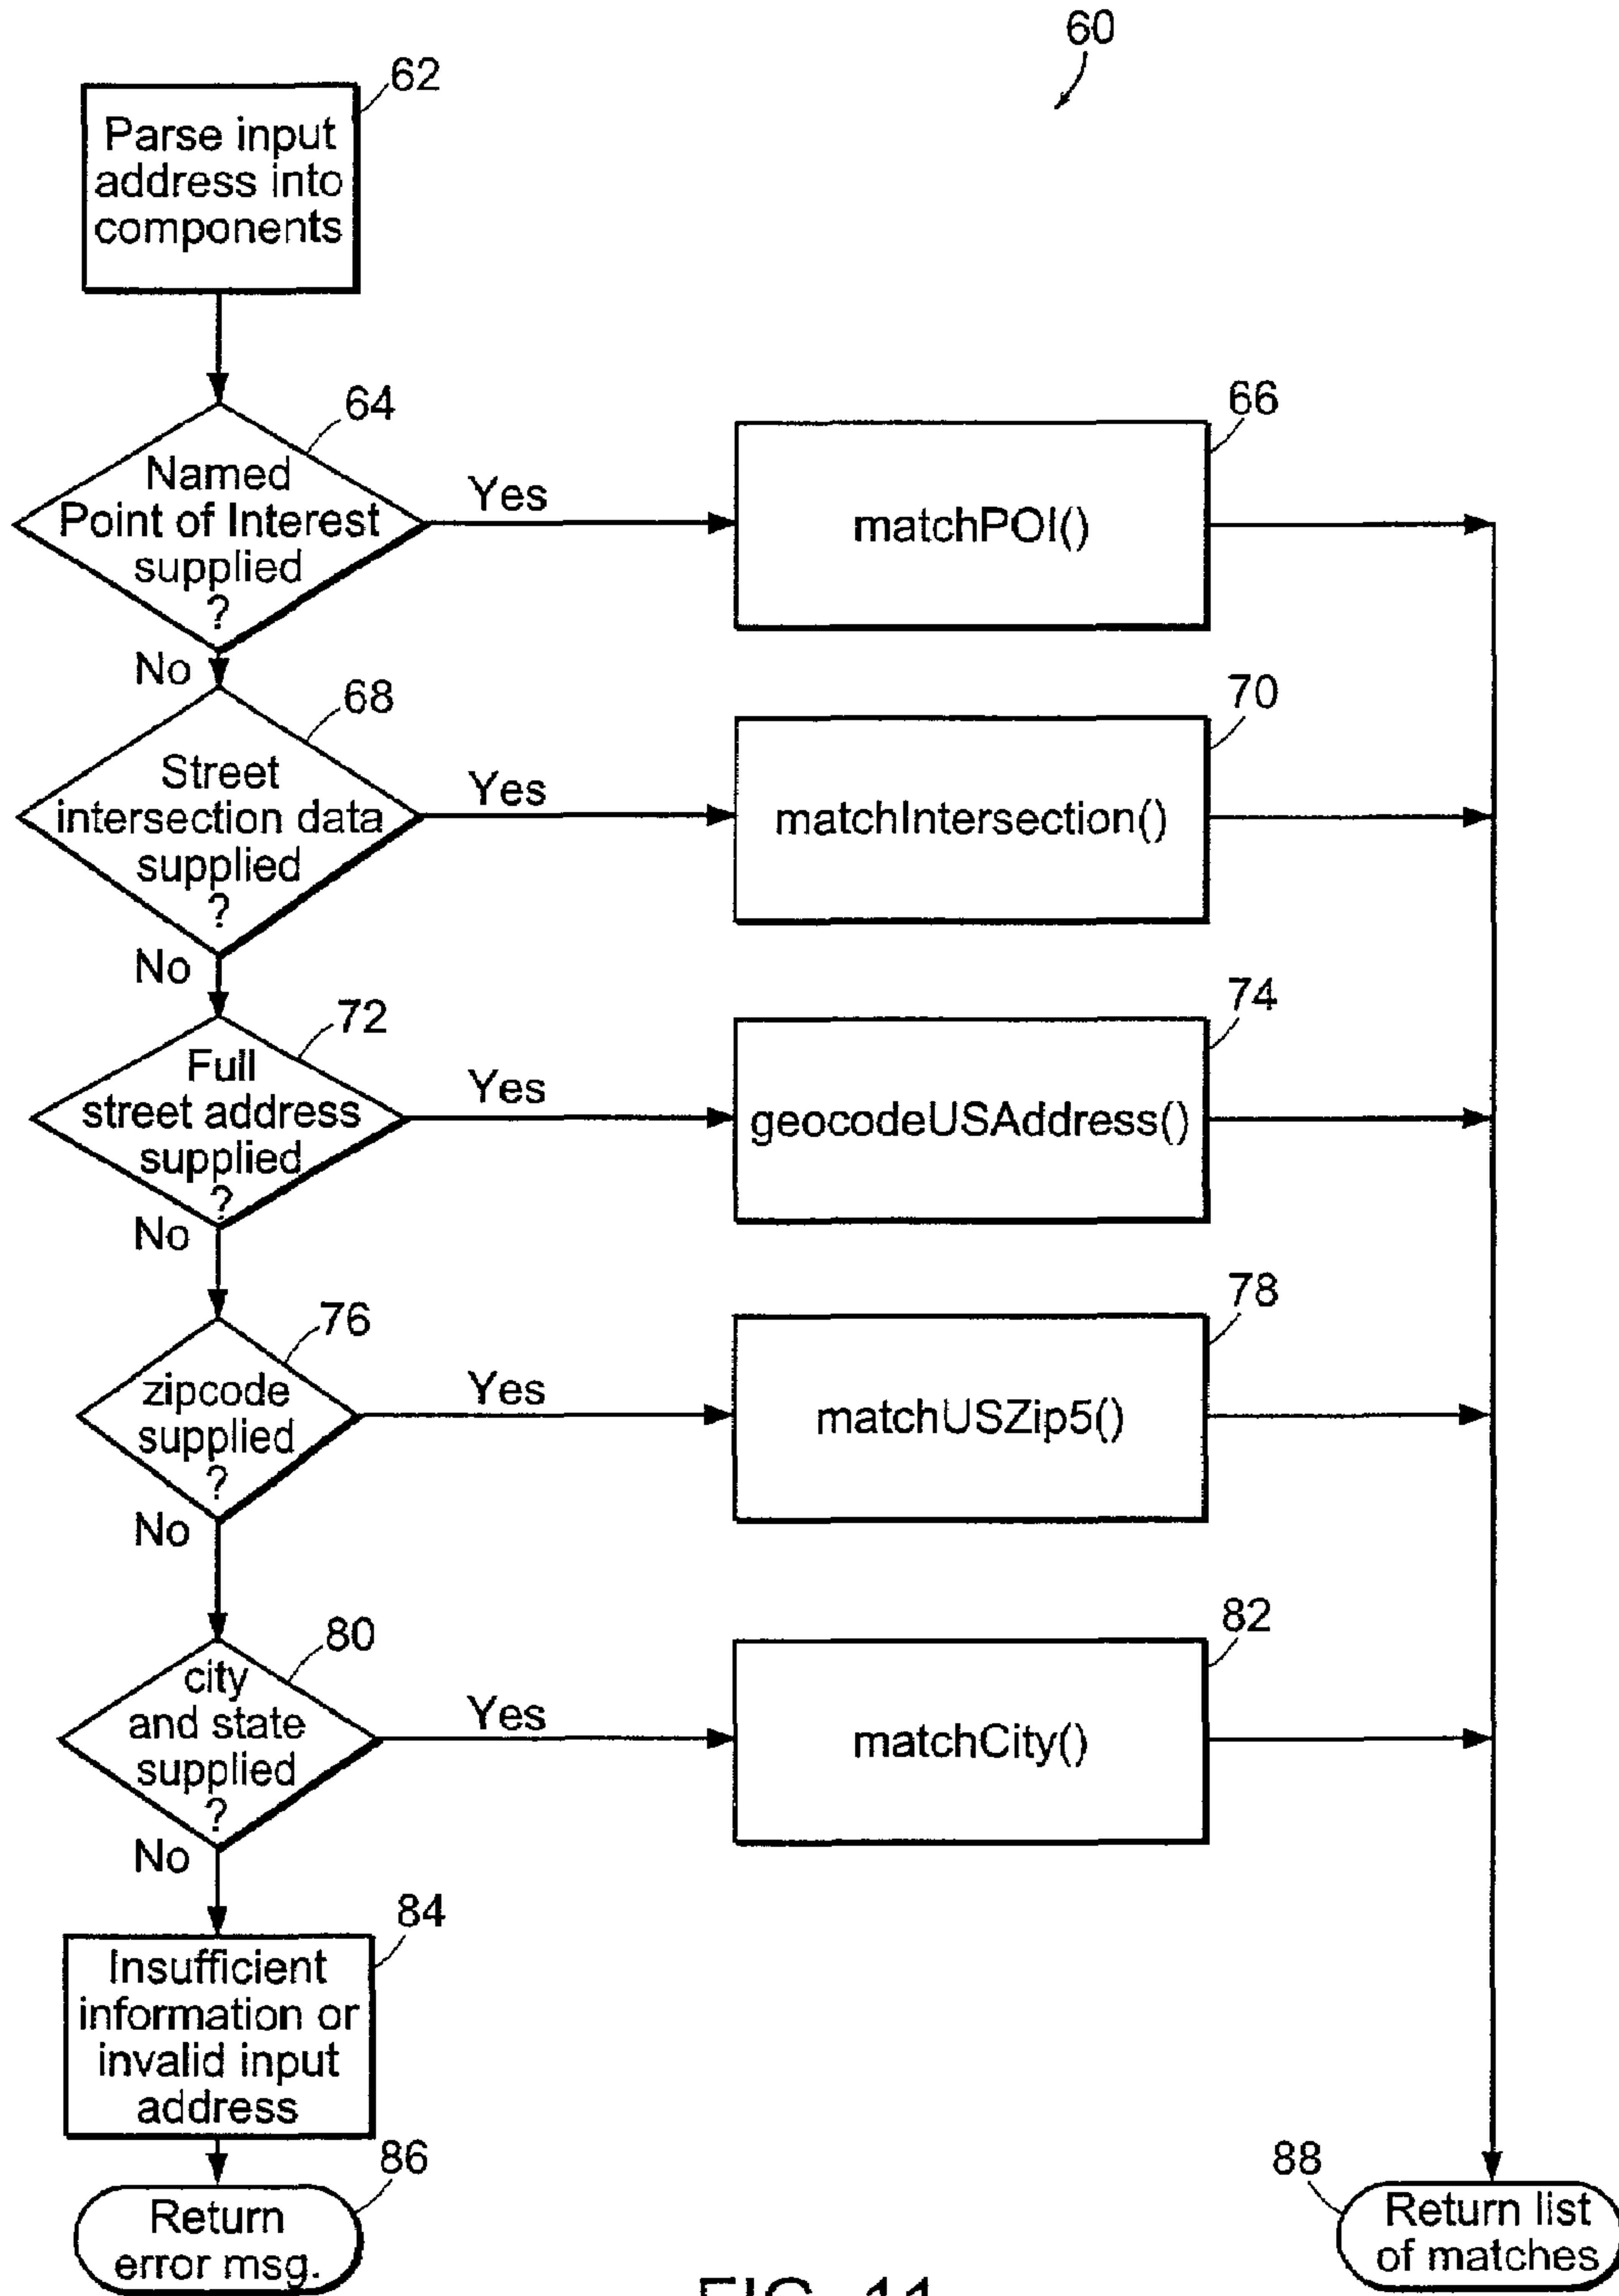 60
62
Parse input
address into
components
64
Named
Point of Interest
supplied
?
Yes
66
matchPOI()
No
68
Street
intersection data
supplied
?
Yes
70
matchIntersection()
No
72
Full
street address
supplied
?
Yes
74
geocodeUSAddress()
No
76
zipcode
supplied
?
Yes
78
matchUSZip5()
No
80
city
and state
supplied
?
Yes
82
matchCity()
No
84
Insufficient
information or
invalid input
address
86
Return
error msg.
88
Return list
of matches
FIG. 11